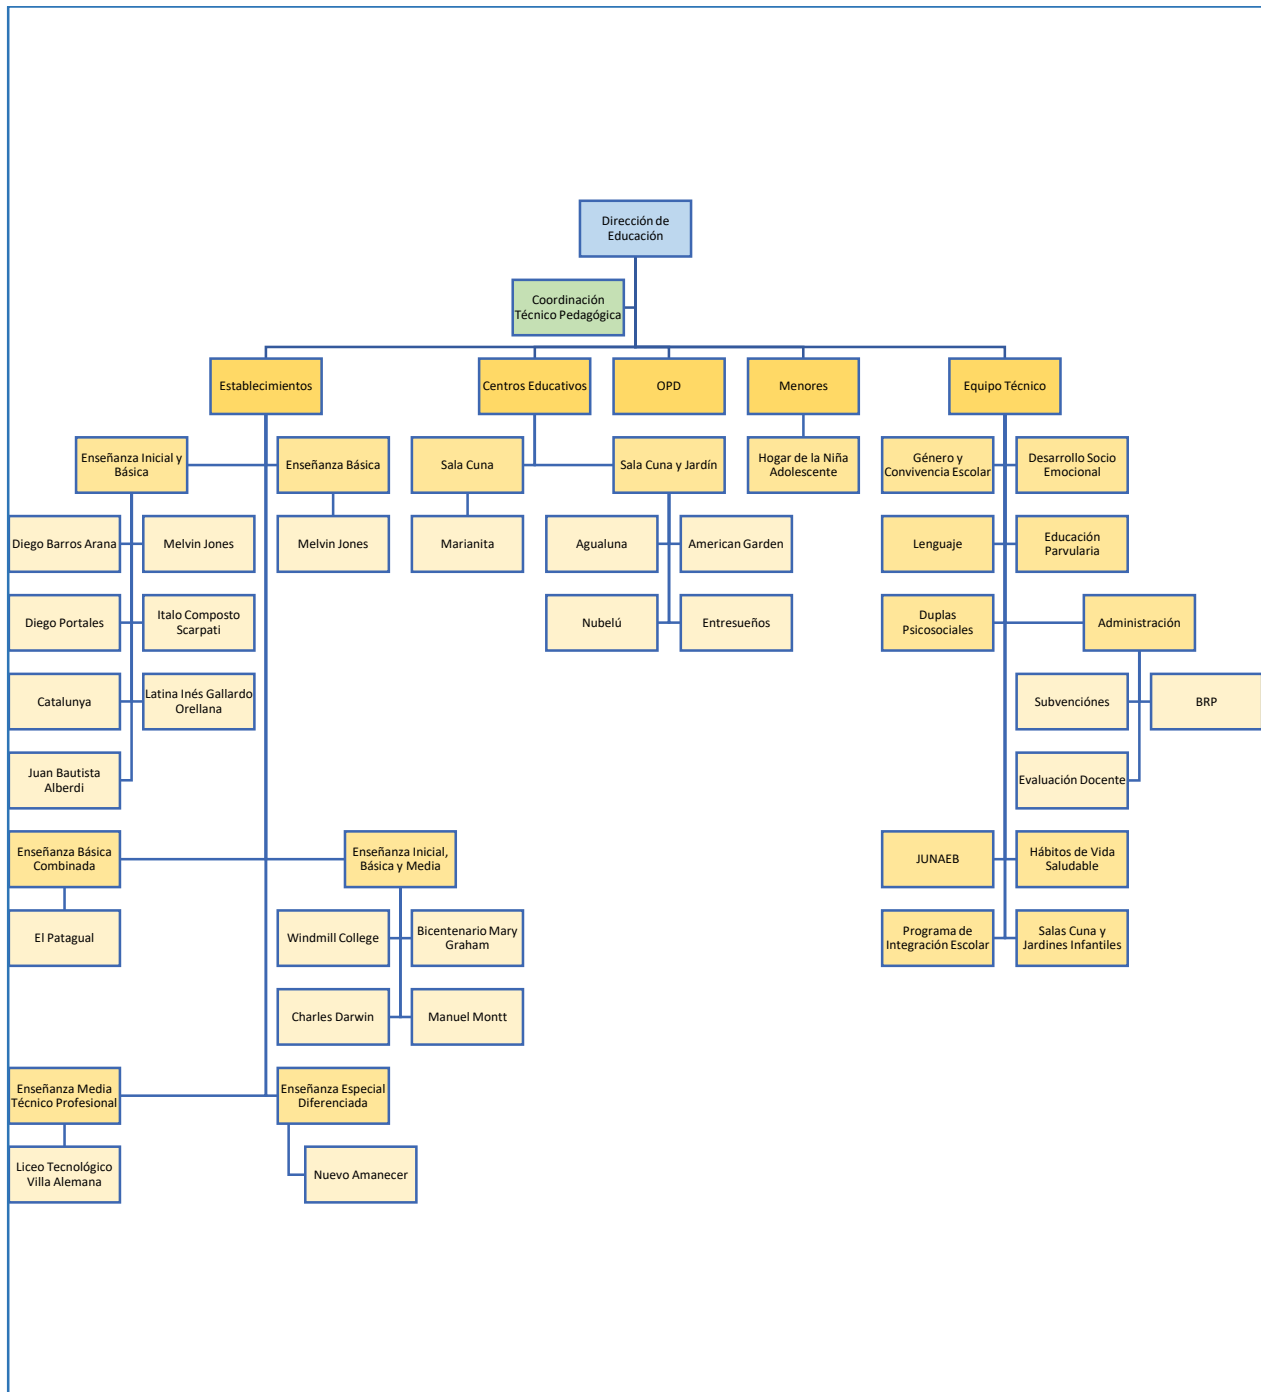 Dirección de
Educación
Coordinación
Técnico Pedagógica
Establecimientos
Centros Educativos
OPD
Menores
Equipo Técnico
Enseñanza Inicial y
Básica
Enseñanza Básica
Sala Cuna
Sala Cuna y Jardín
Hogar de la Niña
Adolescente
Género y
Convivencia Escolar
Desarrollo Socio
Emocional
Diego Barros Arana
Melvin Jones
Melvin Jones
Marianita
Agualuna
American Garden
Lenguaje
Educación
Parvularia
Diego Portales
Italo Composto
Scarpati
Nubelú
Entresueños
Duplas
Psicosociales
Administración
Catalunya
Latina Inés Gallardo
Orellana
Subvenciónes
BRP
Juan Bautista
Alberdi
Evaluación Docente
Enseñanza Básica
Combinada
Enseñanza Inicial,
Básica y Media
JUNAEB
Hábitos de Vida
Saludable
El Patagual
Windmill College
Bicentenario Mary
Graham
Programa de
Integración Escolar
Salas Cuna y
Jardines Infantiles
Charles Darwin
Manuel Montt
Enseñanza Media
Técnico Profesional
Enseñanza Especial
Diferenciada
Liceo Tecnológico
Villa Alemana
Nuevo Amanecer